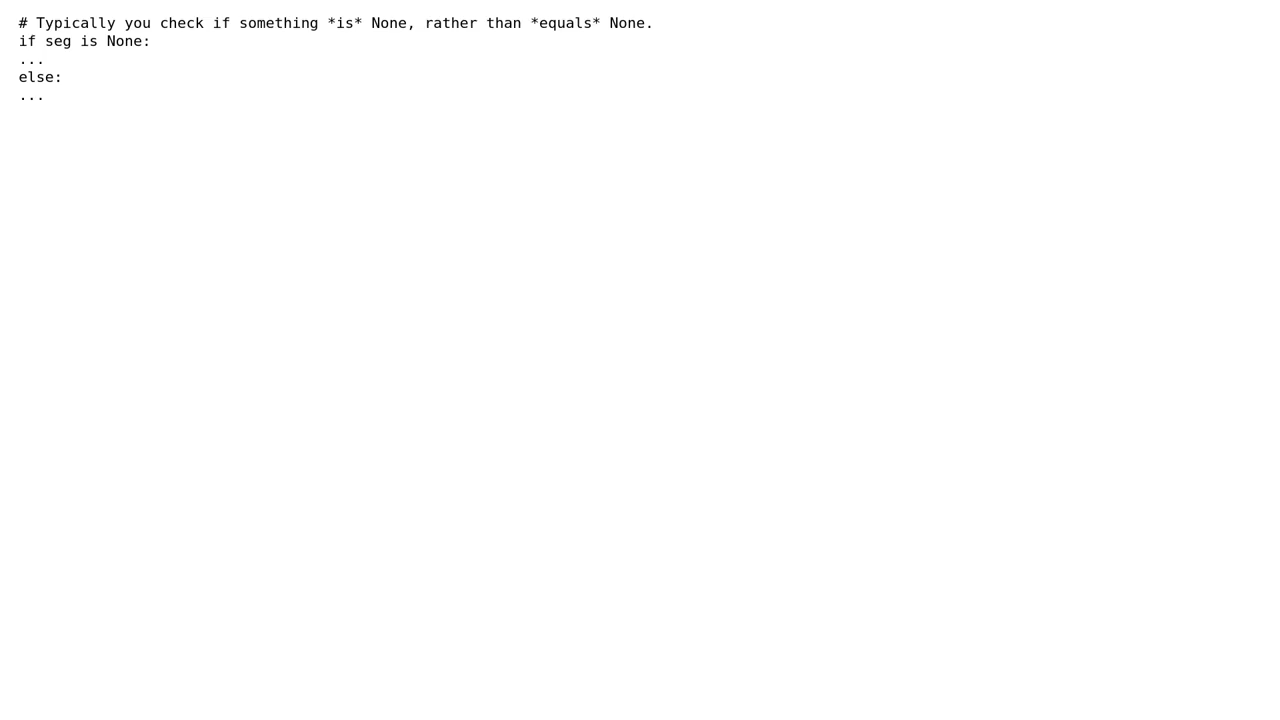 # Typically you check if something *is* None, rather than *equals* None.
if seg is None:
...
else:
...